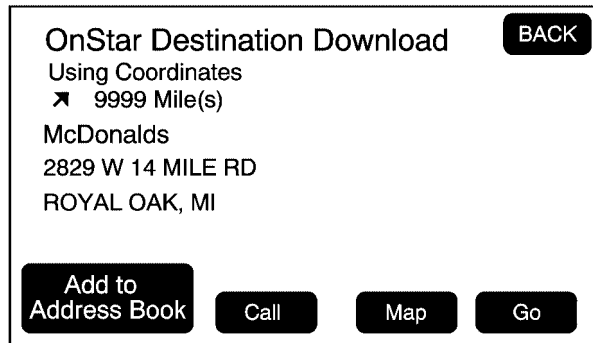 OnStar Destination Download
BACK
Using Coordinates
9999 Mile(s)
McDonalds
2829 W 14 MILE RD
ROYAL OAK, MI
Add to
Address Book
Call
Map
Go